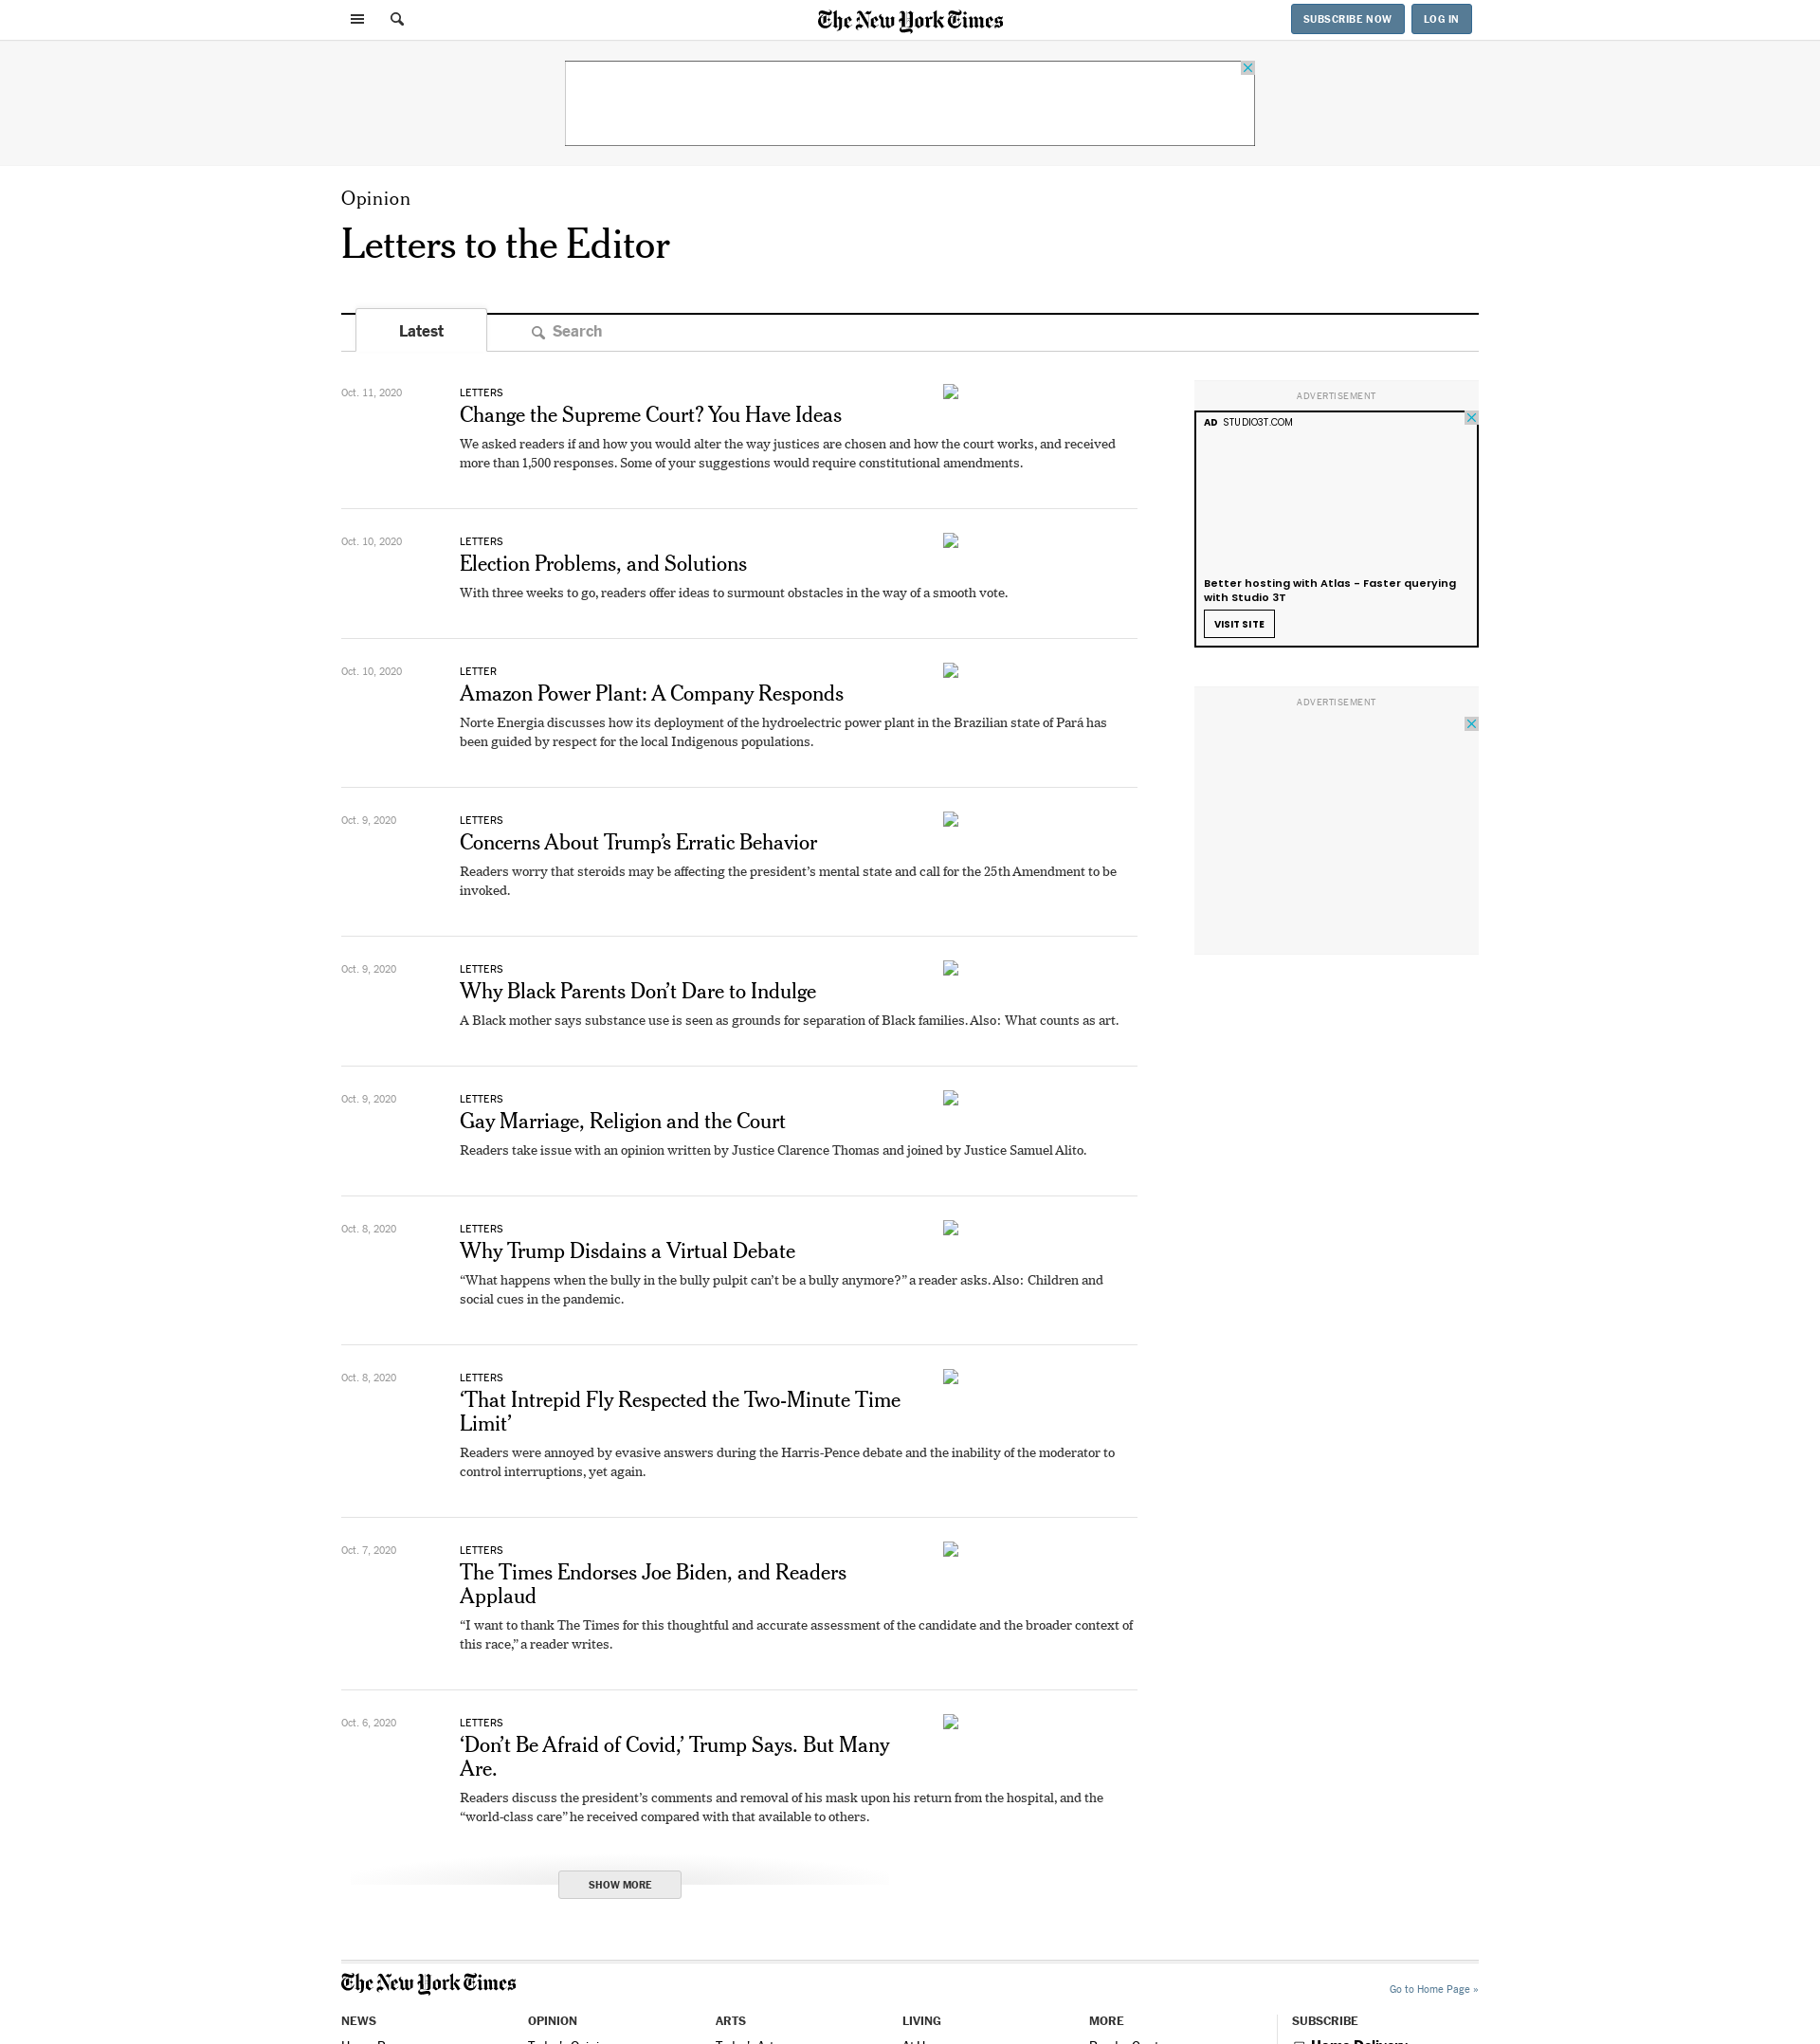 The New York Times
SUBSCRIBE NOW
LOG IN
Opinion
Letters to the Editor
Latest
Search
Oct. 11, 2020
LETTERS
Change the Supreme Court? You Have Ideas
We asked readers if and how you would alter the way justices are chosen and how the court works, and received
more than 1,500 responses. Some of your suggestions would require constitutional amendments.
Oct. 10, 2020
LETTERS
Election Problems, and Solutions
With three weeks to go, readers offer ideas to surmount obstacles in the way of a smooth vote.
Oct. 10, 2020
LETTER
Amazon Power Plant: A Company Responds
Norte Energia discusses how its deployment of the hydroelectric power plant in the Brazilian state of Pará has
been guided by respect for the local Indigenous populations.
Oct. 9, 2020
LETTERS
Concerns About Trump’s Erratic Behavior
Readers worry that steroids may be affecting the president’s mental state and call for the 25th Amendment to be
invoked.
Oct. 9, 2020
LETTERS
Why Black Parents Don’t Dare to Indulge
A Black mother says substance use is seen as grounds for separation of Black families. Also: What counts as art.
Oct. 9, 2020
LETTERS
Gay Marriage, Religion and the Court
Readers take issue with an opinion written by Justice Clarence Thomas and joined by Justice Samuel Alito.
Oct. 8, 2020
LETTERS
Why Trump Disdains a Virtual Debate
“What happens when the bully in the bully pulpit can’t be a bully anymore?” a reader asks. Also: Children and
social cues in the pandemic.
Oct. 8, 2020
LETTERS
‘That Intrepid Fly Respected the Two-Minute Time
Limit’
Readers were annoyed by evasive answers during the Harris-Pence debate and the inability of the moderator to
control interruptions, yet again.
Oct. 7, 2020
LETTERS
The Times Endorses Joe Biden, and Readers
Applaud
“I want to thank The Times for this thoughtful and accurate assessment of the candidate and the broader context of
this race,” a reader writes.
Oct. 6, 2020
LETTERS
‘Don’t Be Afraid of Covid,’ Trump Says. But Many
Are.
Readers discuss the president’s comments and removal of his mask upon his return from the hospital, and the
“world-class care” he received compared with that available to others.
SHOW MORE
ADVERTISEMENT
AD STUDIO3T.COM
Better hosting with Atlas - Faster querying
with Studio 3T
VISIT SITE
ADVERTISEMENT
The New York Times
Go to Home Page »
NEWS
OPINION
ARTS
LIVING
MORE
SUBSCRIBE